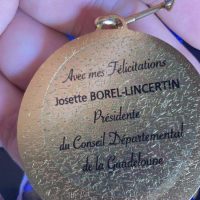 Avec mes Félicitations
Josette BOREL-LINCERTIN
Présidente
du Conseil Départemental
de la Guadeloupe